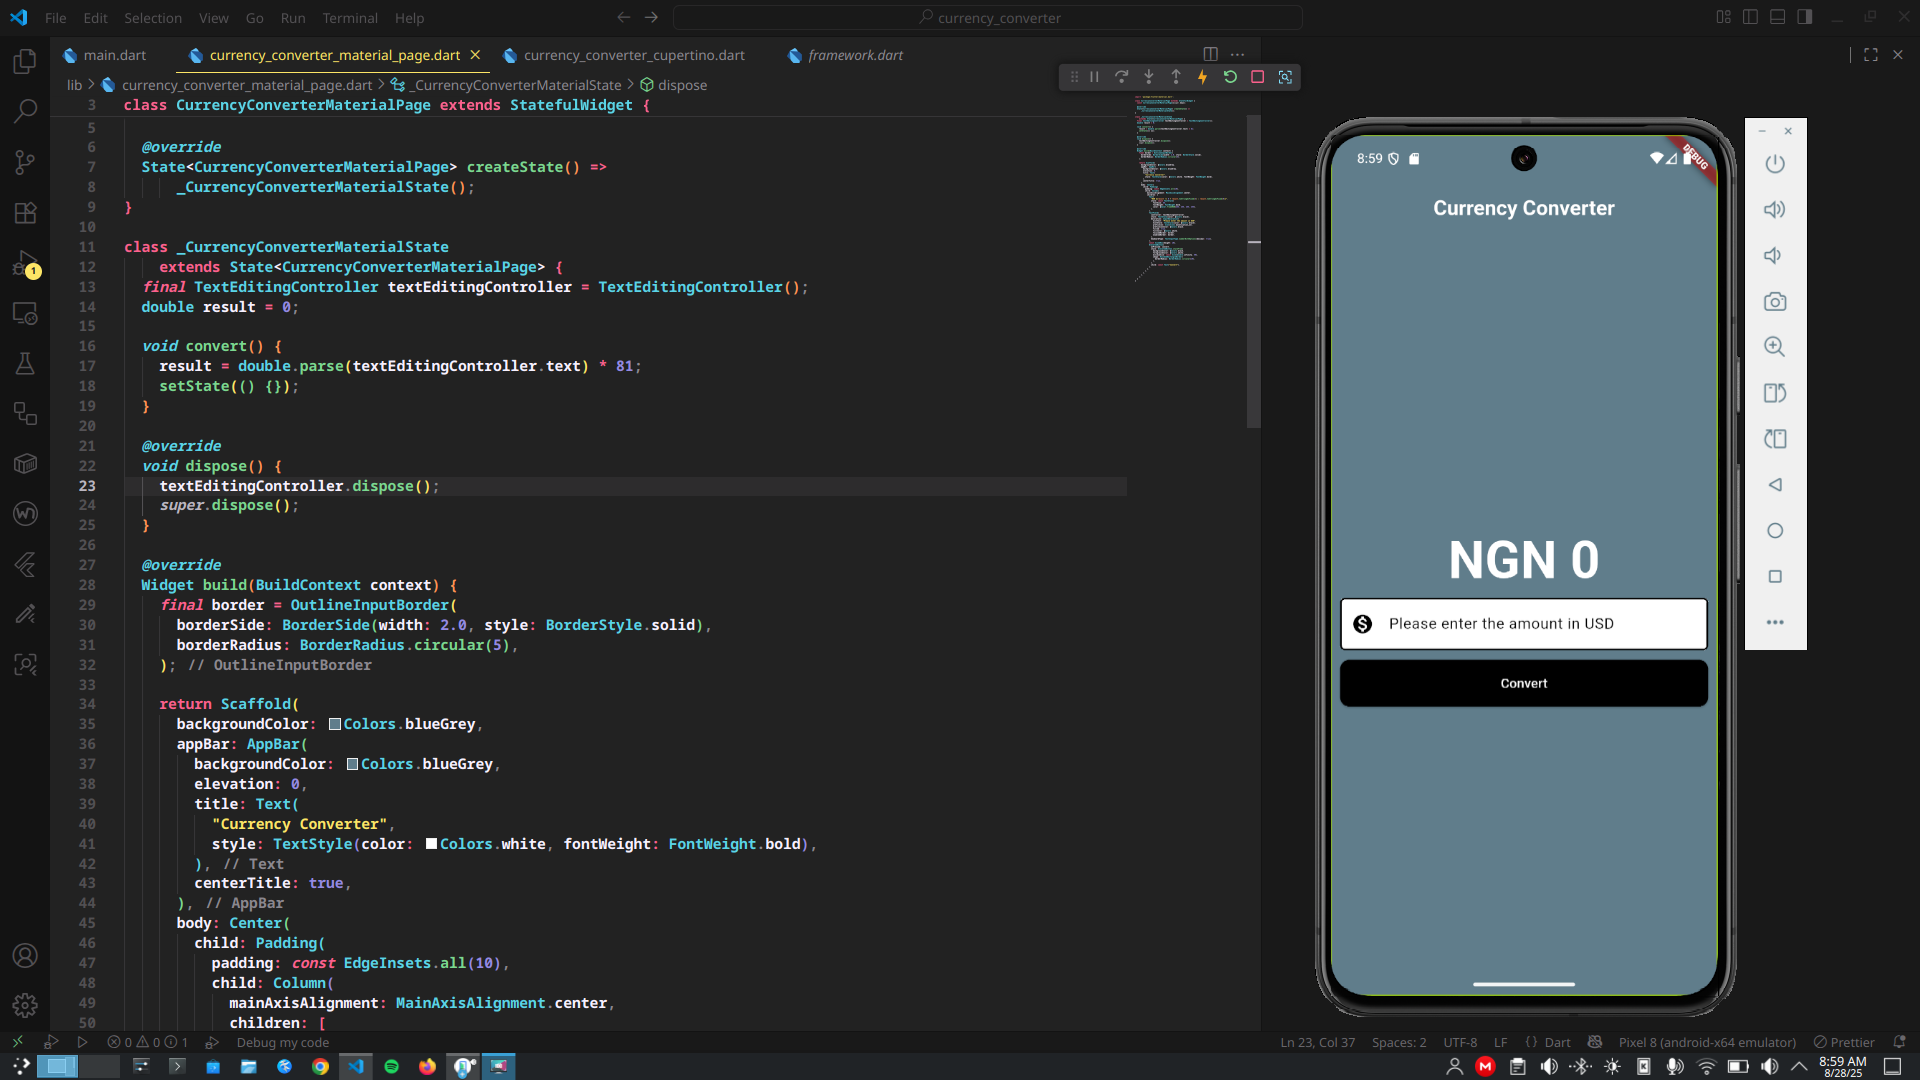 File Edit Selection View Go Run Terminal Help
currency_converter
main.dart
currency_converter_material_page.dart
currency_converter_cupertino.dart
framework.dart
lib > currency_converter_material_page.dart > _CurrencyConverterMaterialState > dispose
3 class CurrencyConverterMaterialPage extends StatefulWidget {
5
6 @override
7 State<CurrencyConverterMaterialPage> createState() =>
8 _CurrencyConverterMaterialState();
9 }
10
11 class _CurrencyConverterMaterialState
12 extends State<CurrencyConverterMaterialPage> {
13 final TextEditingController textEditingController = TextEditingController();
14 double result = 0;
15
16 void convert() {
17 result = double.parse(textEditingController.text) * 81;
18 setState(() {});
19 }
20
21 @override
22 void dispose() {
23 textEditingController.dispose();
24 super.dispose();
25 }
26
27 @override
28 Widget build(BuildContext context) {
29 final border = OutlineInputBorder(
30 borderSide: BorderSide(width: 2.0, style: BorderStyle.solid),
31 borderRadius: BorderRadius.circular(5),
32 ); // OutlineInputBorder
33
34 return Scaffold(
35 backgroundColor: Colors.blueGrey,
36 appBar: AppBar(
37 backgroundColor: Colors.blueGrey,
38 elevation: 0,
39 title: Text(
40 "Currency Converter",
41 style: TextStyle(color: Colors.white, fontWeight: FontWeight.bold),
42 ), // Text
43 centerTitle: true,
44 ), // AppBar
45 body: Center(
46 child: Padding(
47 padding: const EdgeInsets.all(10),
48 child: Column(
49 mainAxisAlignment: MainAxisAlignment.center,
50 children: [
1
8:59
DEBUG
Currency Converter
NGN 0
Please enter the amount in USD
Convert
0 0 1 Debug my code
Ln 23, Col 37 Spaces: 2 UTF-8 LF {} Dart Pixel 8 (android-x64 emulator) Prettier
8:59 AM
8/28/25